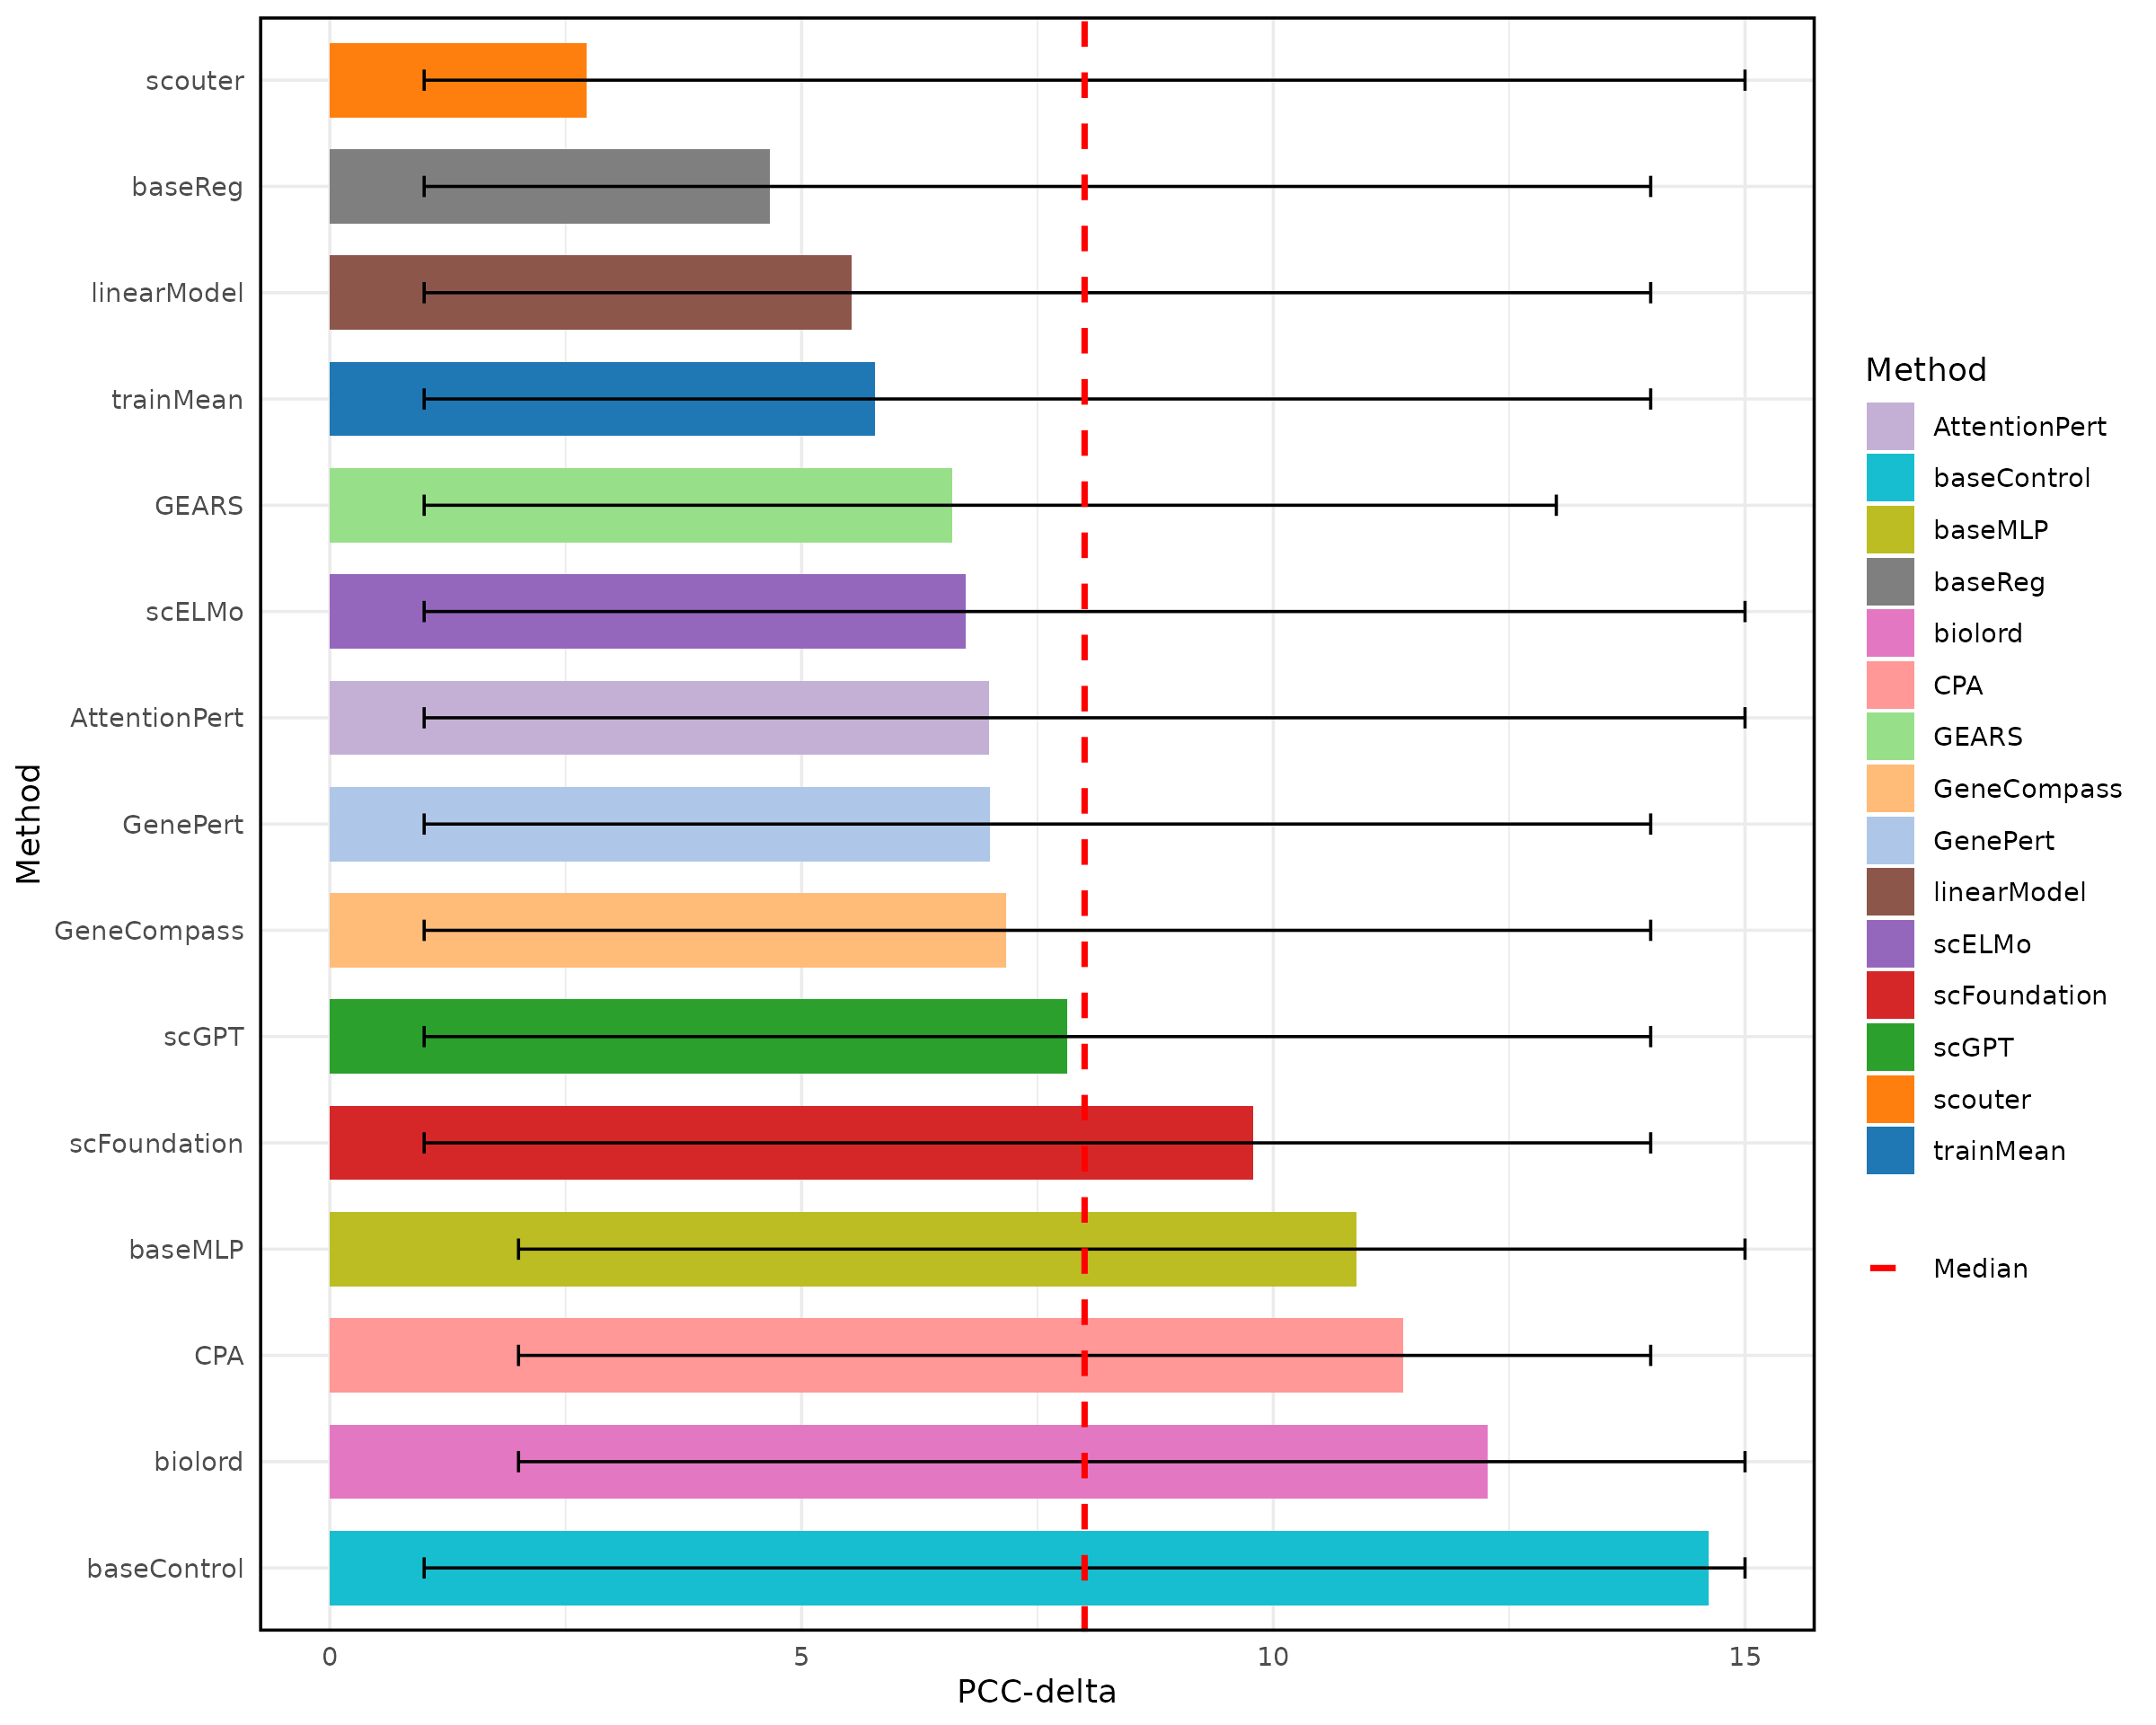 scouter
baseReg
linearModel
trainMean
GEARS
scELMo
AttentionPert
GenePert
GeneCompass
scGPT
scFoundation
baseMLP
CPA
biolord
baseControl
Method
0 5 10 15
PCC-delta
Method
AttentionPert
baseControl
baseMLP
baseReg
biolord
CPA
GEARS
GeneCompass
GenePert
linearModel
scELMo
scFoundation
scGPT
scouter
trainMean
Median